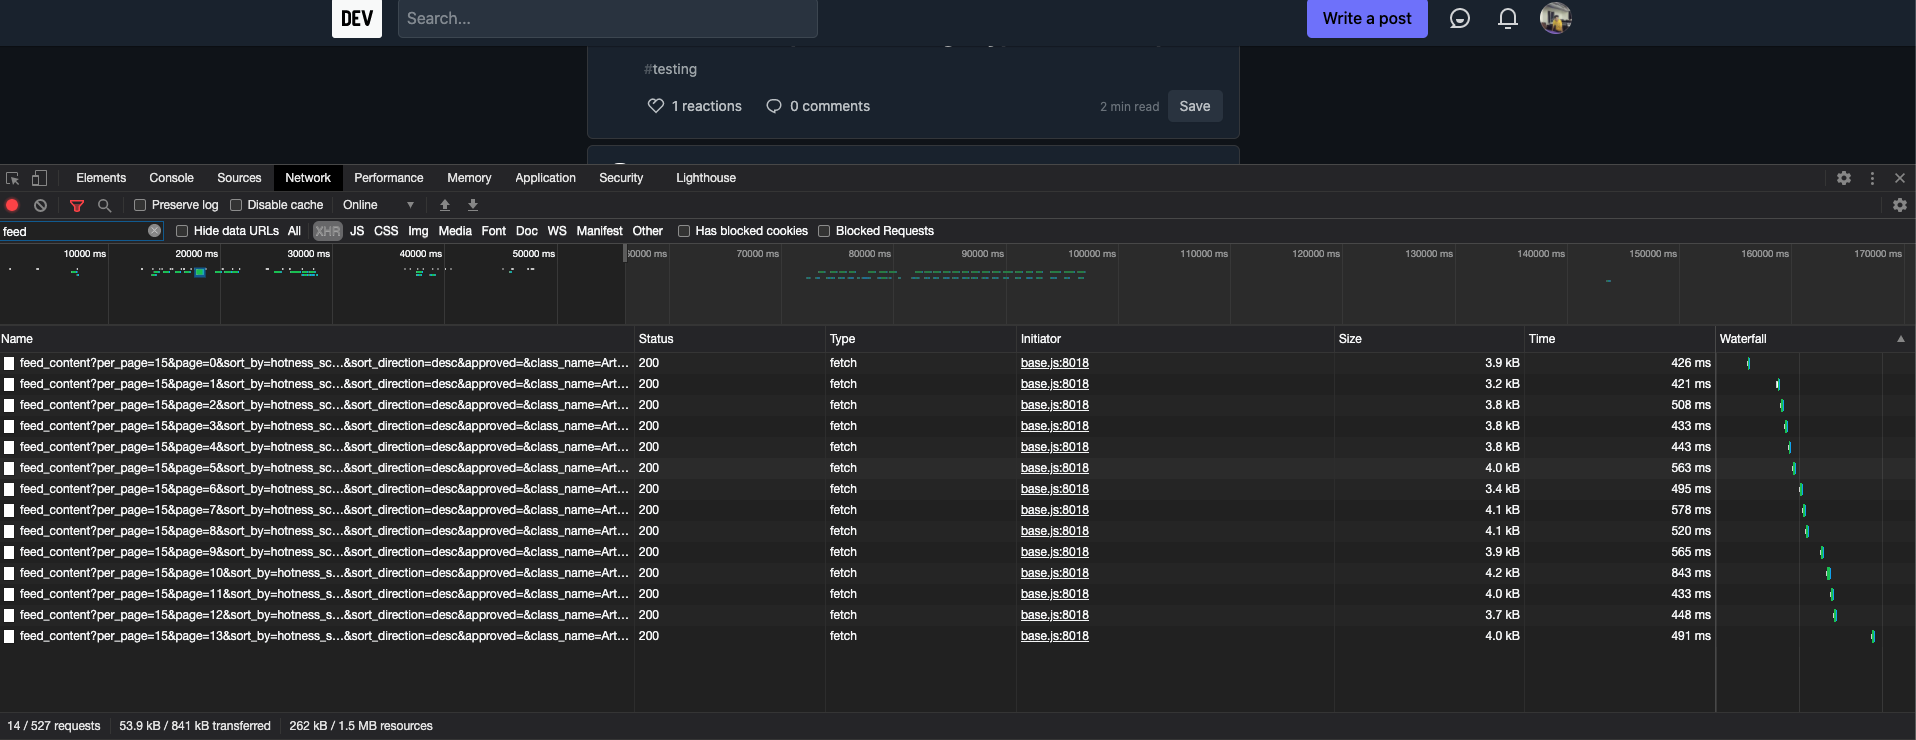 DEV Search... Write a post
#testing
1 reactions 0 comments 2 min read Save
Elements Console Sources Network Performance Memory Application Security Lighthouse
Preserve log Disable cache Online
feed Hide data URLs All XHR JS CSS Img Media Font Doc WS Manifest Other Has blocked cookies Blocked Requests
10000 ms 20000 ms 30000 ms 40000 ms 50000 ms 70000 ms 80000 ms 90000 ms 100000 ms 110000 ms 120000 ms 130000 ms 140000 ms 150000 ms 160000 ms 170000 ms
Name Status Type Initiator Size Time Waterfall
feed_content?per_page=15&page=0&sort_by=hotness_sc...&sort_direction=desc&approved=&class_name=Art... 200 fetch base.js:8018 3.9 kB 426 ms
feed_content?per_page=15&page=1&sort_by=hotness_sc...&sort_direction=desc&approved=&class_name=Art... 200 fetch base.js:8018 3.2 kB 421 ms
feed_content?per_page=15&page=2&sort_by=hotness_sc...&sort_direction=desc&approved=&class_name=Art... 200 fetch base.js:8018 3.8 kB 508 ms
feed_content?per_page=15&page=3&sort_by=hotness_sc...&sort_direction=desc&approved=&class_name=Art... 200 fetch base.js:8018 3.8 kB 433 ms
feed_content?per_page=15&page=4&sort_by=hotness_sc...&sort_direction=desc&approved=&class_name=Art... 200 fetch base.js:8018 3.8 kB 443 ms
feed_content?per_page=15&page=5&sort_by=hotness_sc...&sort_direction=desc&approved=&class_name=Art... 200 fetch base.js:8018 4.0 kB 563 ms
feed_content?per_page=15&page=6&sort_by=hotness_sc...&sort_direction=desc&approved=&class_name=Art... 200 fetch base.js:8018 3.4 kB 495 ms
feed_content?per_page=15&page=7&sort_by=hotness_sc...&sort_direction=desc&approved=&class_name=Art... 200 fetch base.js:8018 4.1 kB 578 ms
feed_content?per_page=15&page=8&sort_by=hotness_sc...&sort_direction=desc&approved=&class_name=Art... 200 fetch base.js:8018 4.1 kB 520 ms
feed_content?per_page=15&page=9&sort_by=hotness_sc...&sort_direction=desc&approved=&class_name=Art... 200 fetch base.js:8018 3.9 kB 565 ms
feed_content?per_page=15&page=10&sort_by=hotness_s...&sort_direction=desc&approved=&class_name=Art... 200 fetch base.js:8018 4.2 kB 843 ms
feed_content?per_page=15&page=11&sort_by=hotness_s...&sort_direction=desc&approved=&class_name=Art... 200 fetch base.js:8018 4.0 kB 433 ms
feed_content?per_page=15&page=12&sort_by=hotness_s...&sort_direction=desc&approved=&class_name=Art... 200 fetch base.js:8018 3.7 kB 448 ms
feed_content?per_page=15&page=13&sort_by=hotness_s...&sort_direction=desc&approved=&class_name=Art... 200 fetch base.js:8018 4.0 kB 491 ms
14 / 527 requests 53.9 kB / 841 kB transferred 262 kB / 1.5 MB resources